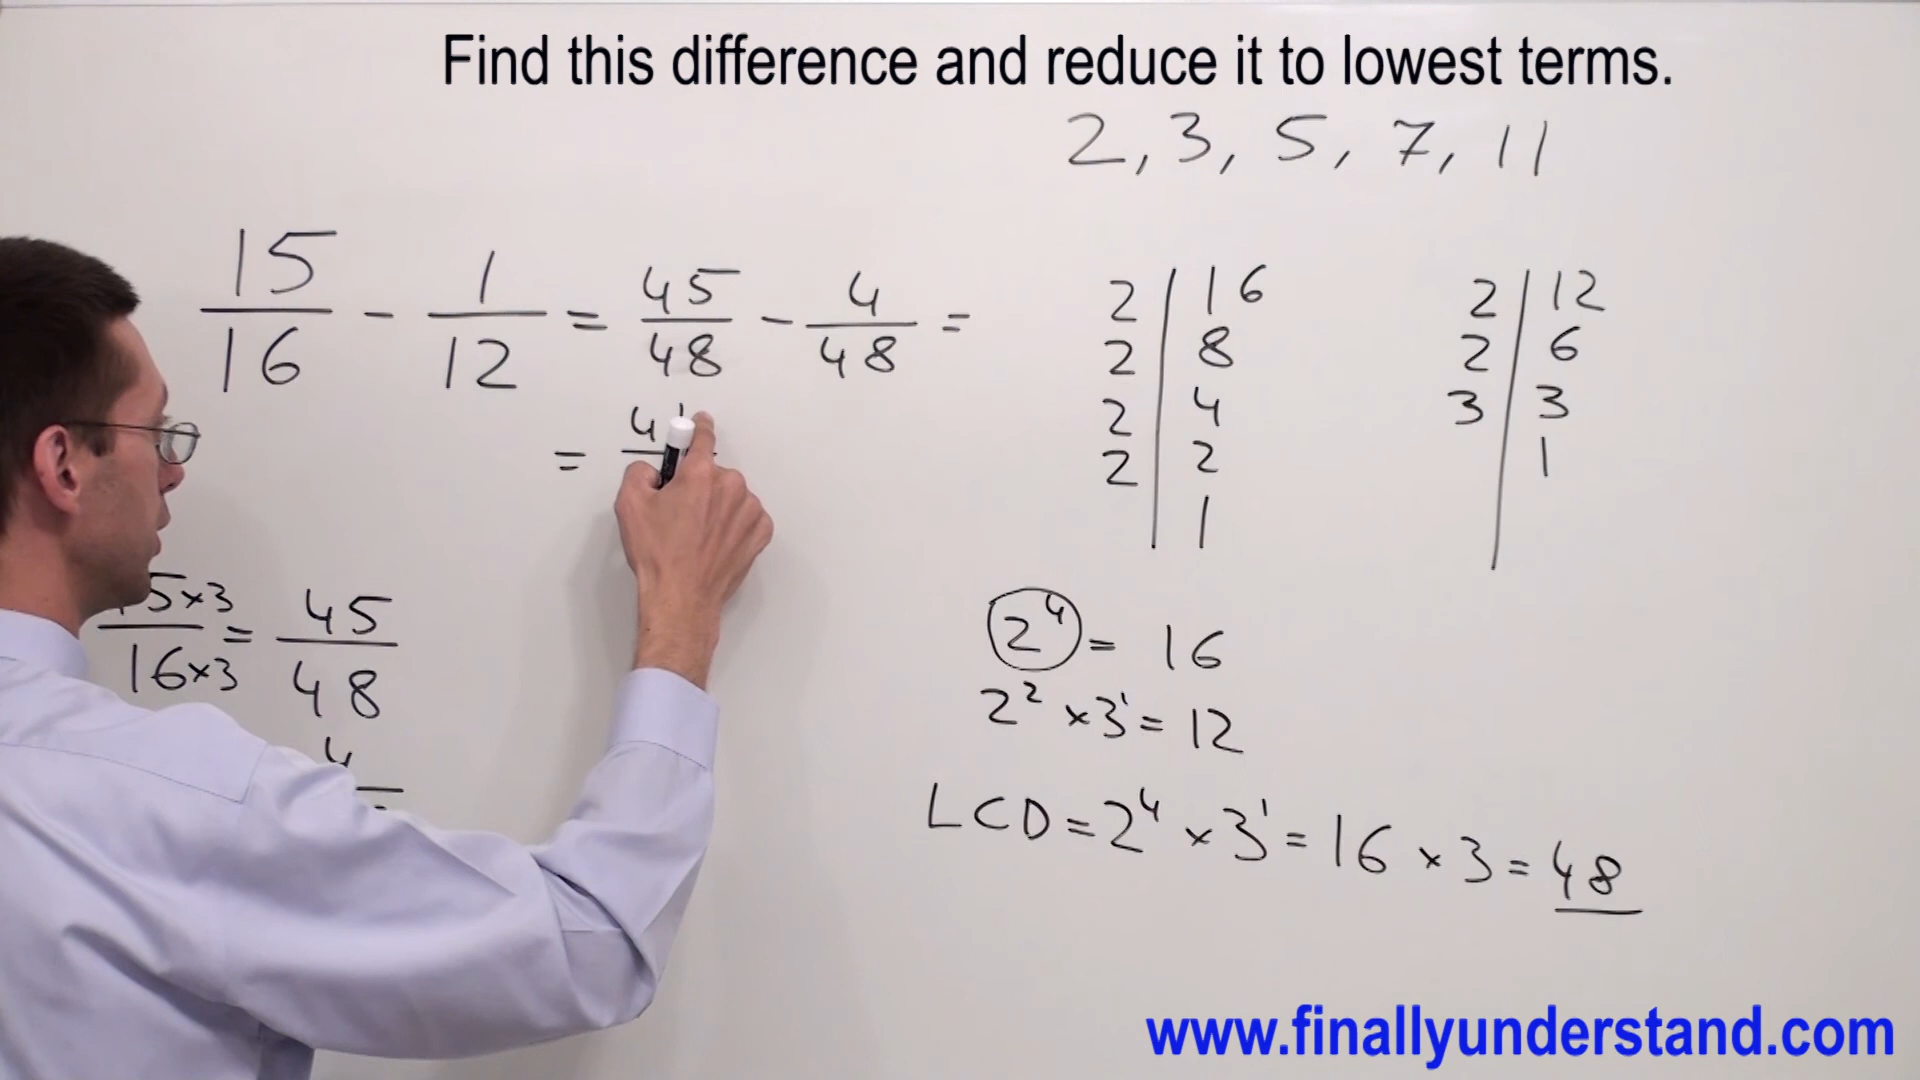 Find this difference and reduce it to lowest terms.
2, 3, 5, 7, 11
15/16 - 1/12 = 45/48 - 4/48 =
= 41
2 | 16
2 | 8
2 | 4
2 | 2
1
2 | 12
2 | 6
3 | 3
1
5×3/16×3 = 45/48
4
2⁴ = 16
2² ×3¹ = 12
LCD = 2⁴ × 3¹ = 16 × 3 = 48
www.finallyunderstand.com